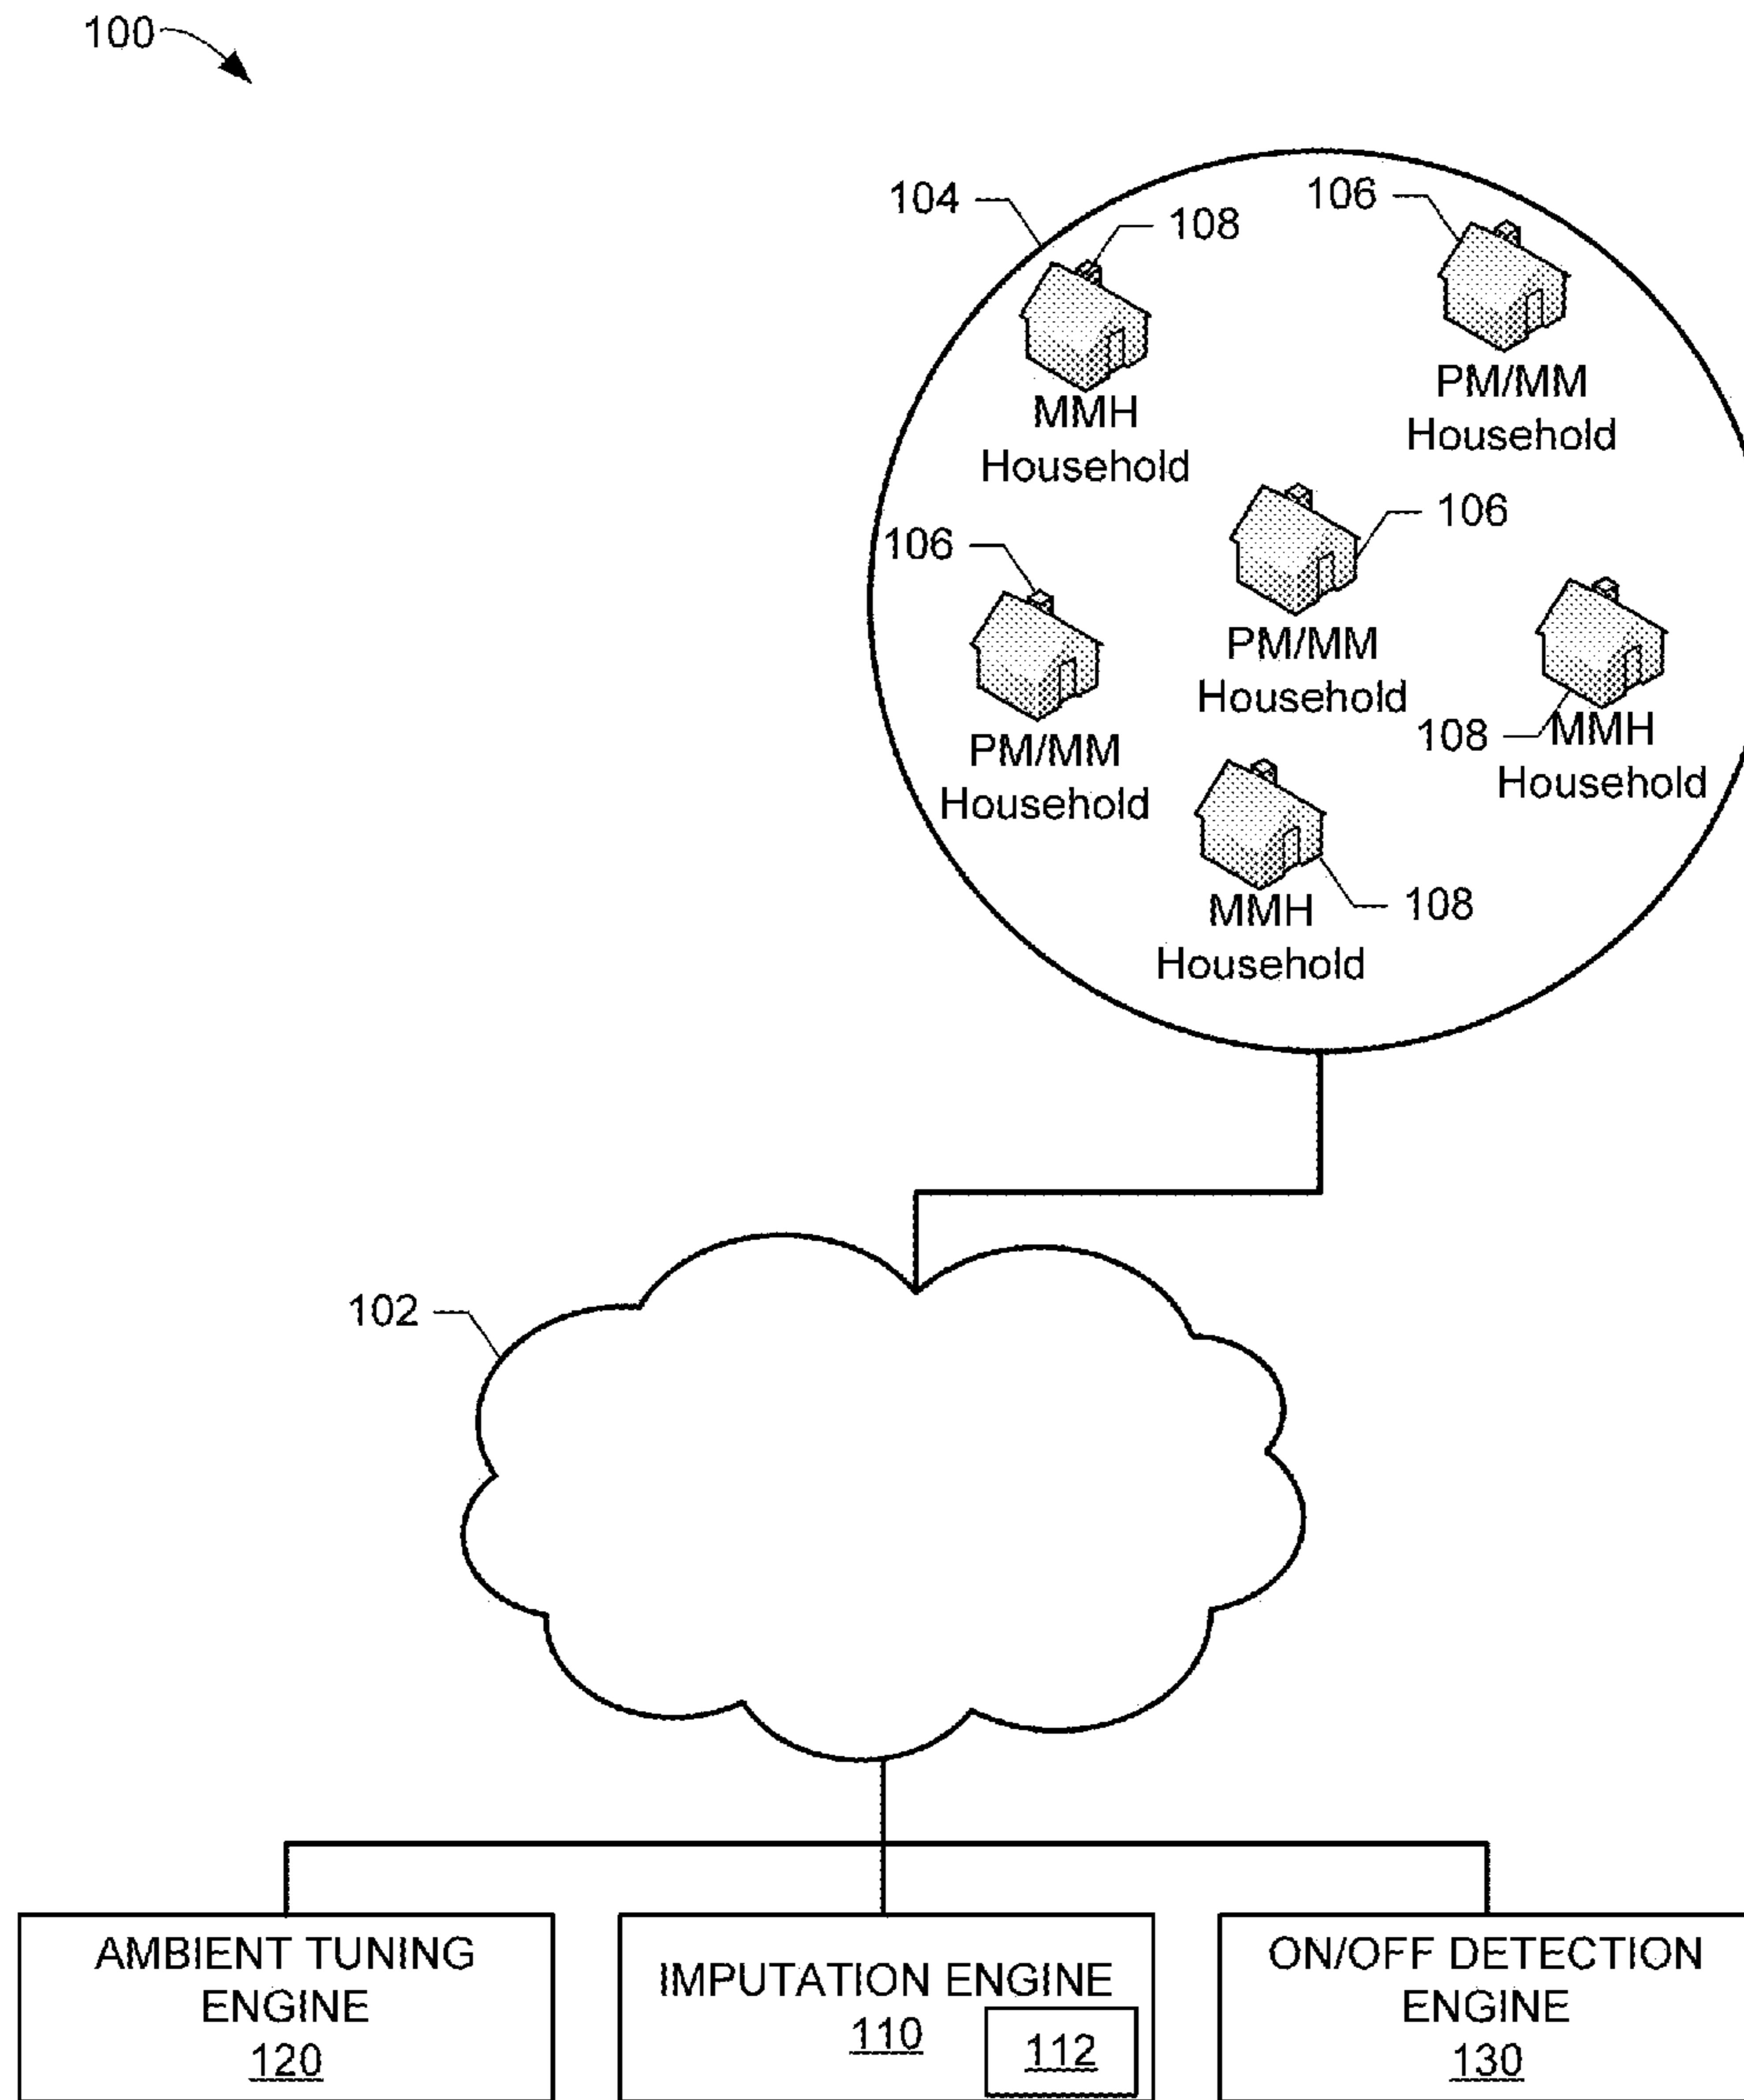 100
104
108
106
MMH
Household
PM/MM
Household
106
106
PM/MM
Household
PM/MM
Household
108
MMH
Household
MMH
Household
108
102
AMBIENT TUNING
ENGINE
120
IMPUTATION ENGINE
110
112
ON/OFF DETECTION
ENGINE
130